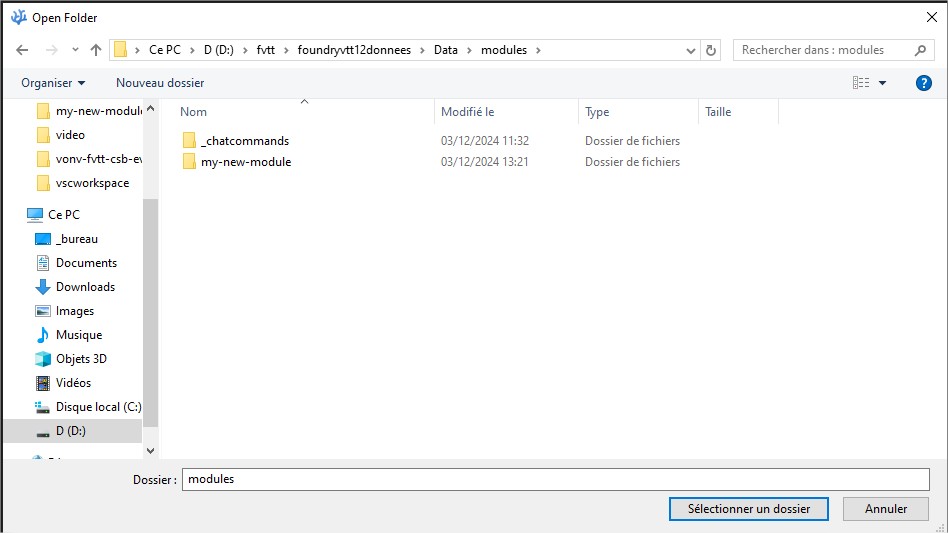 Open Folder
Ce PC > D (D:) > fvtt > foundryvtt12donnees > Data > modules >
Rechercher dans : modules
Organiser
Nouveau dossier
my-new-module
video
vonv-fvtt-csb-ev
vscworkspace
Ce PC
_bureau
Documents
Downloads
Images
Musique
Objets 3D
Vidéos
Disque local (C:)
D (D:)
Nom Modifié le Type Taille
_chatcommands 03/12/2024 11:32 Dossier de fichiers
my-new-module 03/12/2024 13:21 Dossier de fichiers
Dossier : modules
Sélectionner un dossier Annuler